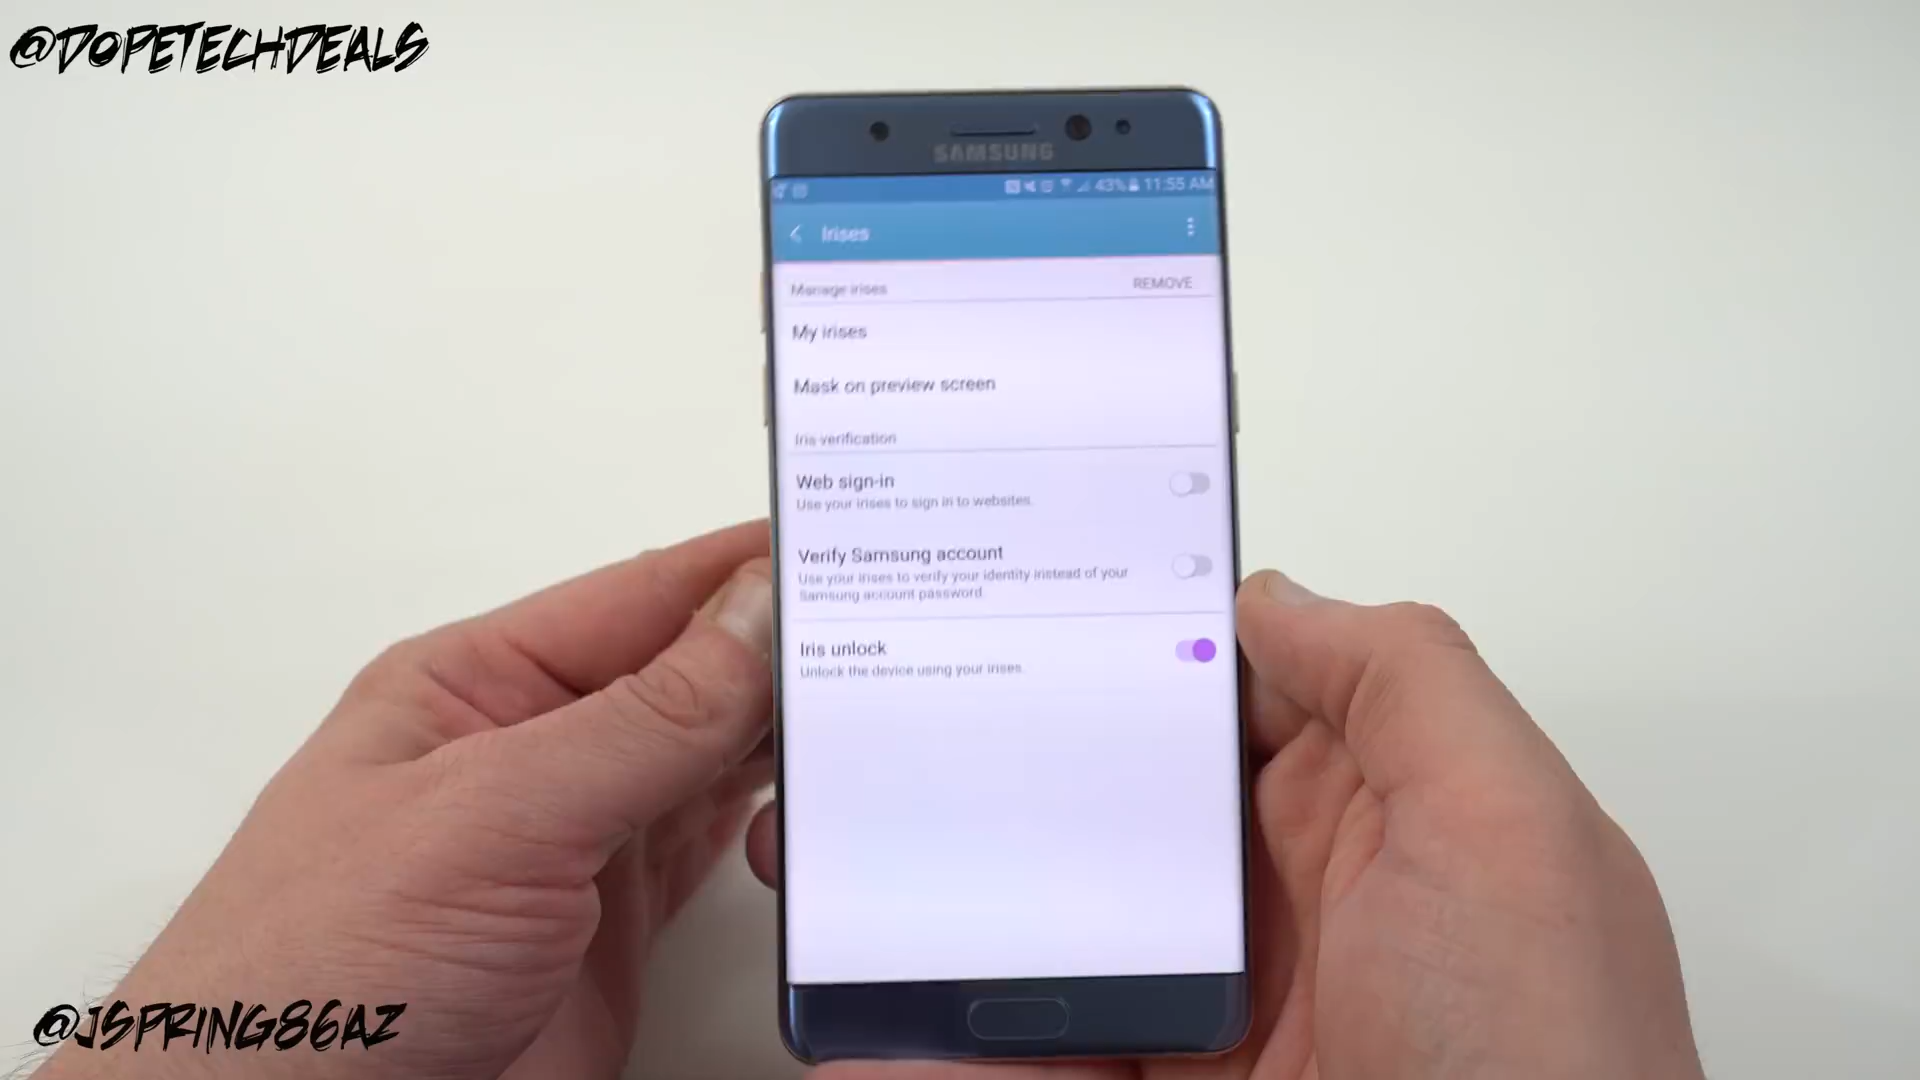 @DOPETECHDEALS
SAMSUNG
43% 11:55 AM
Irises
Manage irises
REMOVE
My irises
Mask on preview screen
Iris verification
Web sign-in
Use your irises to sign in to websites.
Verify Samsung account
Use your irises to verify your identity instead of your
Samsung account password.
Iris unlock
Unlock the device using your irises.
@JSPRING86AZ